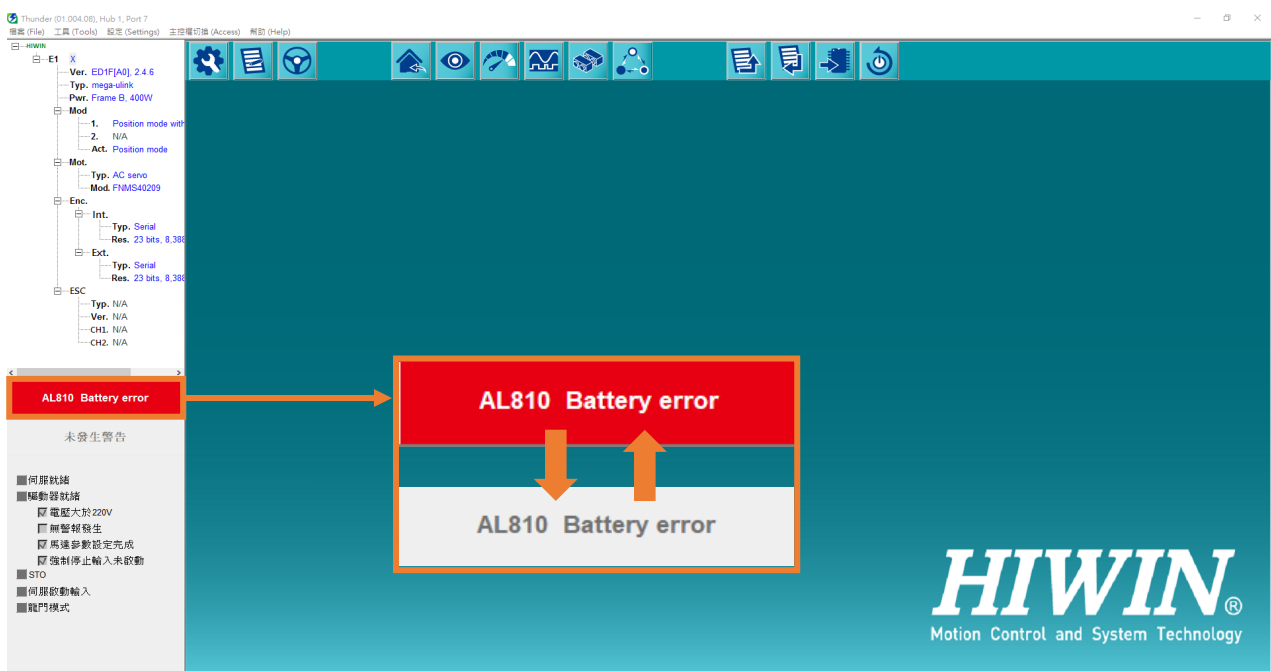 Thunder (01.004.08), Hub 1, Port 7
檔案 (File) 工具 (Tools) 設定 (Settings) 主控權切換 (Access) 幫助 (Help)
HIWIN
E1 X
Ver. ED1F[A0], 2.4.6
Typ. mega-ulink
Pwr. Frame B, 400W
Mod
1. Position mode with
2. N/A
Act. Position mode
Mot.
Typ. AC servo
Mod. FNMS40209
Enc.
Int.
Typ. Serial
Res. 23 bits, 8,388
Ext.
Typ. Serial
Res. 23 bits, 8,388
ESC
Typ. N/A
Ver. N/A
CH1. N/A
CH2. N/A
AL810 Battery error
未發生警告
伺服就緒
驅動器就緒
電壓大於220V
無警報發生
馬達參數設定完成
強制停止輸入未啟動
STO
伺服啟動輸入
龍門模式
AL810 Battery error
AL810 Battery error
HIWIN®
Motion Control and System Technology